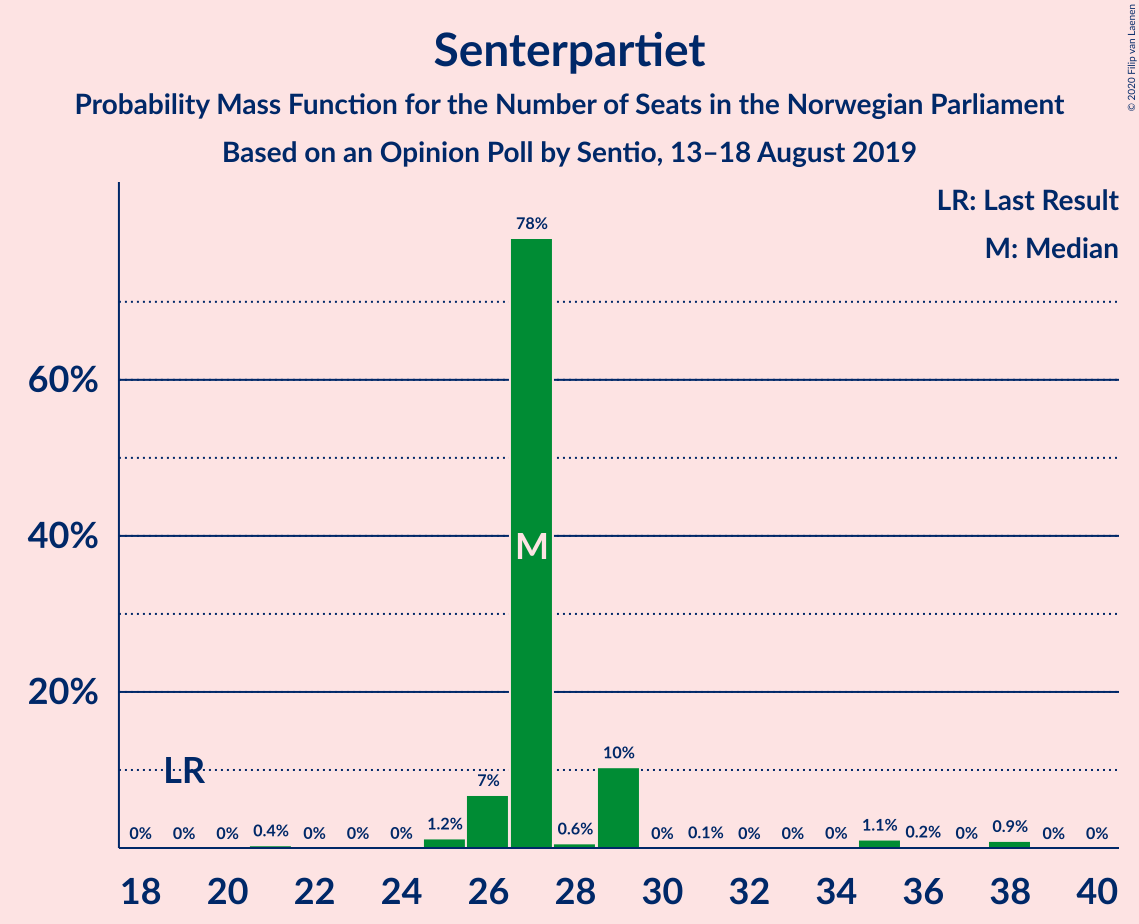 Senterpartiet
Probability Mass Function for the Number of Seats in the Norwegian Parliament
Based on an Opinion Poll by Sentio, 13–18 August 2019
© 2020 Filip van Laenen
LR: Last Result
M: Median
78%
60%
40%
M
20%
10%
LR
7%
0% 0% 0% 0.4% 0% 0% 0% 1.2% 0.6% 0% 0.1% 0% 0% 0% 1.1% 0.2% 0% 0.9% 0% 0%
18 20 22 24 26 28 30 32 34 36 38 40